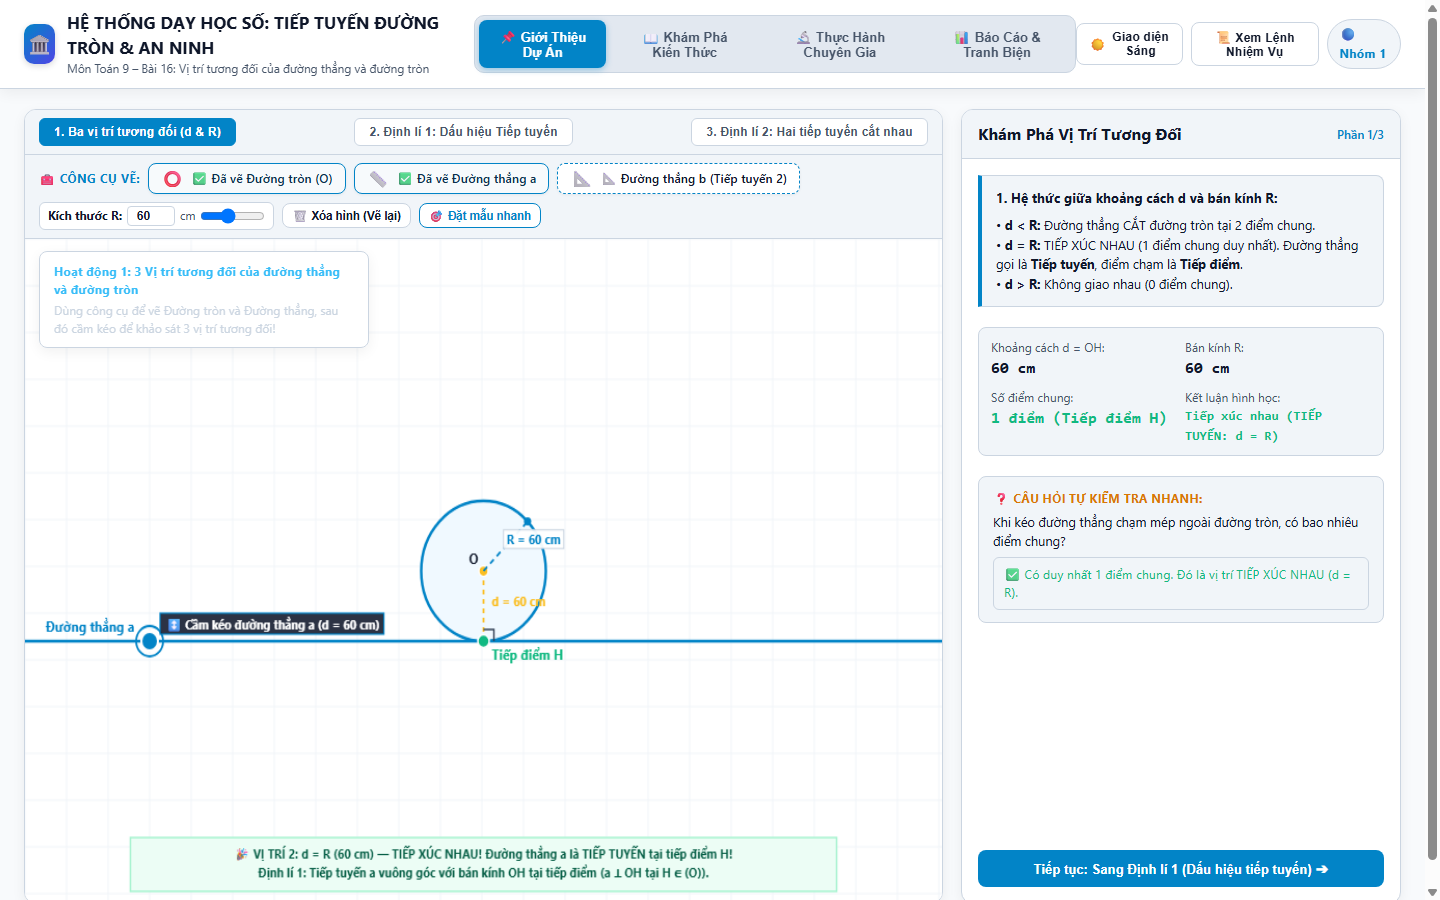 HỆ THỐNG DẠY HỌC SỐ: TIẾP TUYẾN ĐƯỜNG
TRÒN & AN NINH
Môn Toán 9 – Bài 16: Vị trí tương đối của đường thẳng và đường tròn
📌 Giới Thiệu
Dự Án
📖 Khám Phá
Kiến Thức
🔬 Thực Hành
Chuyên Gia
📊 Báo Cáo &
Tranh Biện
Giao diện
Sáng
📜 Xem Lệnh
Nhiệm Vụ
Nhóm 1
1. Ba vị trí tương đối (d & R)
2. Định lí 1: Dấu hiệu Tiếp tuyến
3. Định lí 2: Hai tiếp tuyến cắt nhau
🧰 CÔNG CỤ VẼ:
⭕ ✅ Đã vẽ Đường tròn (O)
📏 ✅ Đã vẽ Đường thẳng a
📐 📐 Đường thẳng b (Tiếp tuyến 2)
Kích thước R: 60 cm
🗑️ Xóa hình (Vẽ lại)
🎯 Đặt mẫu nhanh
Hoạt động 1: 3 Vị trí tương đối của đường thẳng
và đường tròn
Dùng công cụ để vẽ Đường tròn và Đường thẳng, sau
đó cầm kéo để khảo sát 3 vị trí tương đối!
R = 60 cm
O
d = 60 cm
Đường thẳng a
↕️ Cầm kéo đường thẳng a (d = 60 cm)
Tiếp điểm H
🎉 VỊ TRÍ 2: d = R (60 cm) — TIẾP XÚC NHAU! Đường thẳng a là TIẾP TUYẾN tại tiếp điểm H!
Định lí 1: Tiếp tuyến a vuông góc với bán kính OH tại tiếp điểm (a ⊥ OH tại H ∈ (O)).
Khám Phá Vị Trí Tương Đối
Phần 1/3
1. Hệ thức giữa khoảng cách d và bán kính R:
• d < R: Đường thẳng CẮT đường tròn tại 2 điểm chung.
• d = R: TIẾP XÚC NHAU (1 điểm chung duy nhất). Đường thẳng
gọi là Tiếp tuyến, điểm chạm là Tiếp điểm.
• d > R: Không giao nhau (0 điểm chung).
Khoảng cách d = OH:
60 cm
Bán kính R:
60 cm
Số điểm chung:
1 điểm (Tiếp điểm H)
Kết luận hình học:
Tiếp xúc nhau (TIẾP
TUYẾN: d = R)
❓ CÂU HỎI TỰ KIỂM TRA NHANH:
Khi kéo đường thẳng chạm mép ngoài đường tròn, có bao nhiêu
điểm chung?
✅ Có duy nhất 1 điểm chung. Đó là vị trí TIẾP XÚC NHAU (d =
R).
Tiếp tục: Sang Định lí 1 (Dấu hiệu tiếp tuyến) ➔